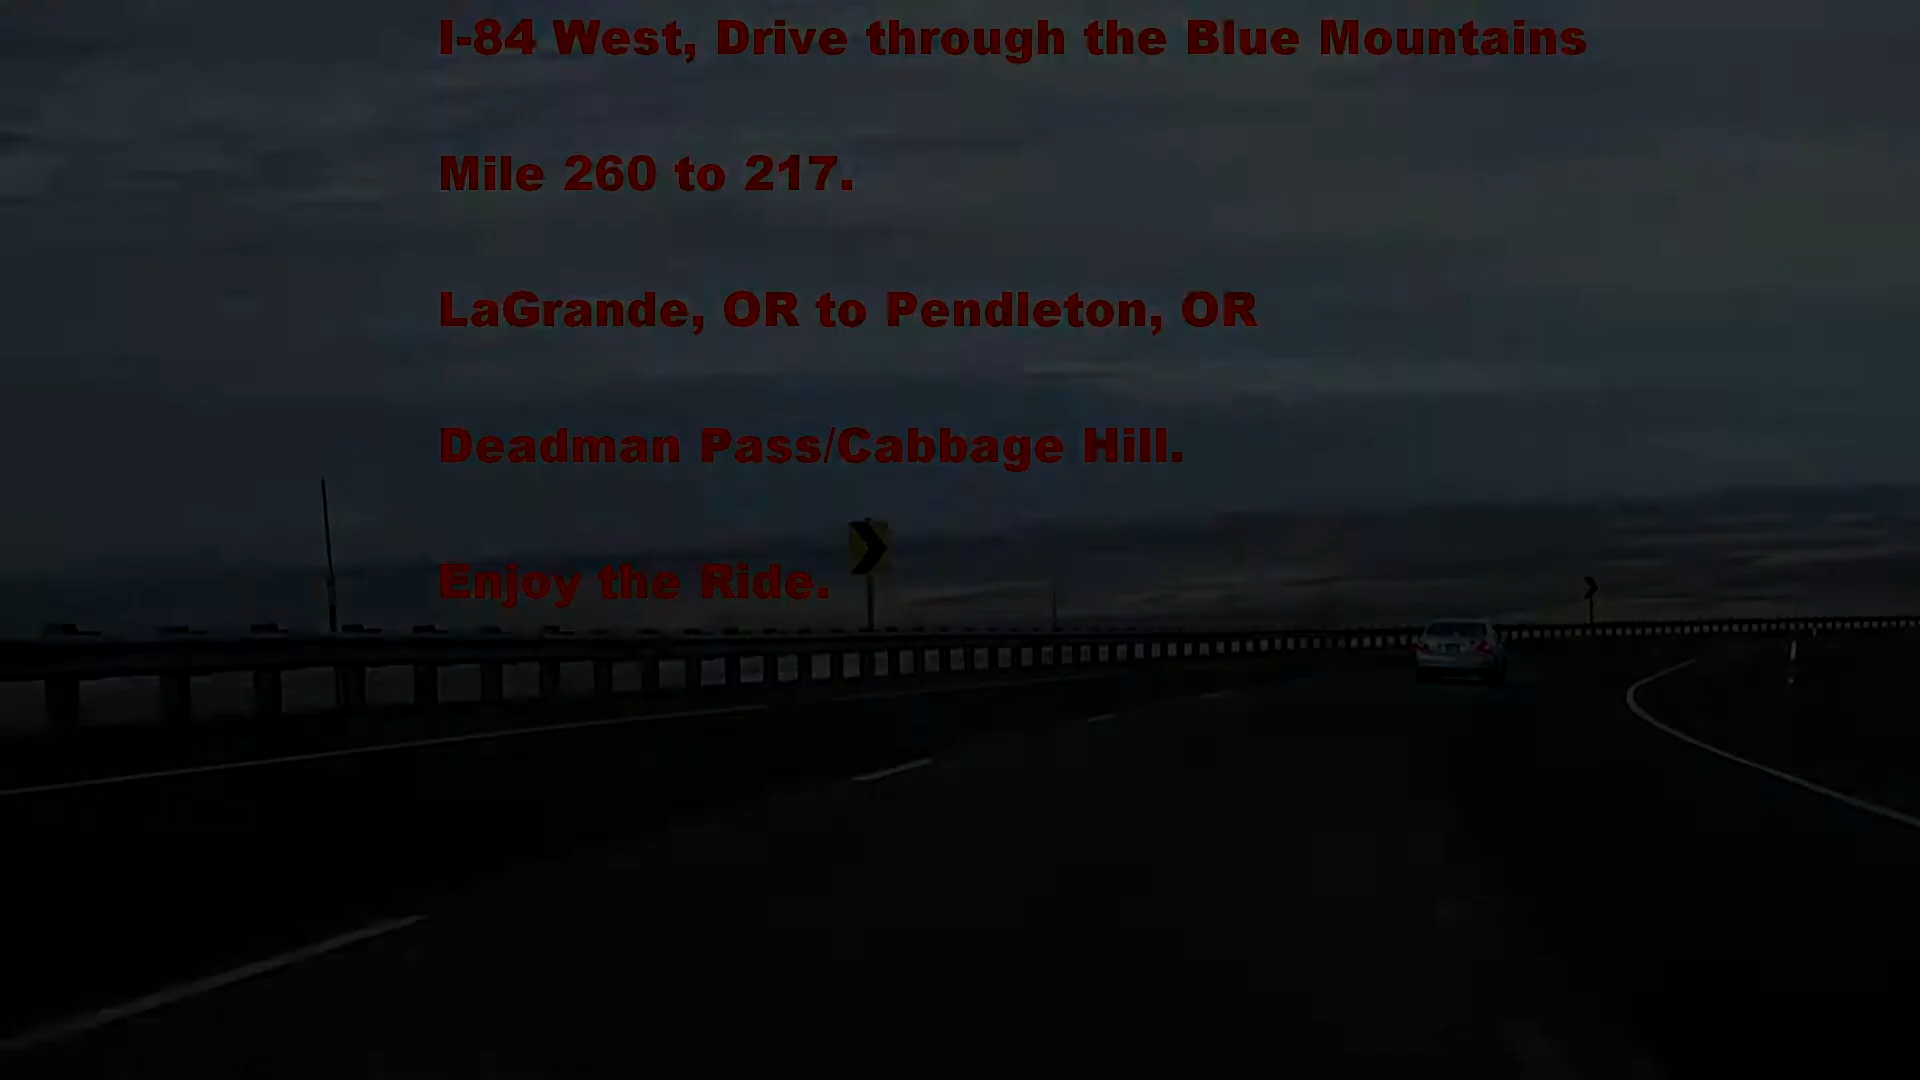 I-84 West, Drive through the Blue Mountains
Mile 260 to 217.
LaGrande, OR to Pendleton, OR
Deadman Pass/Cabbage Hill.
Enjoy the Ride.